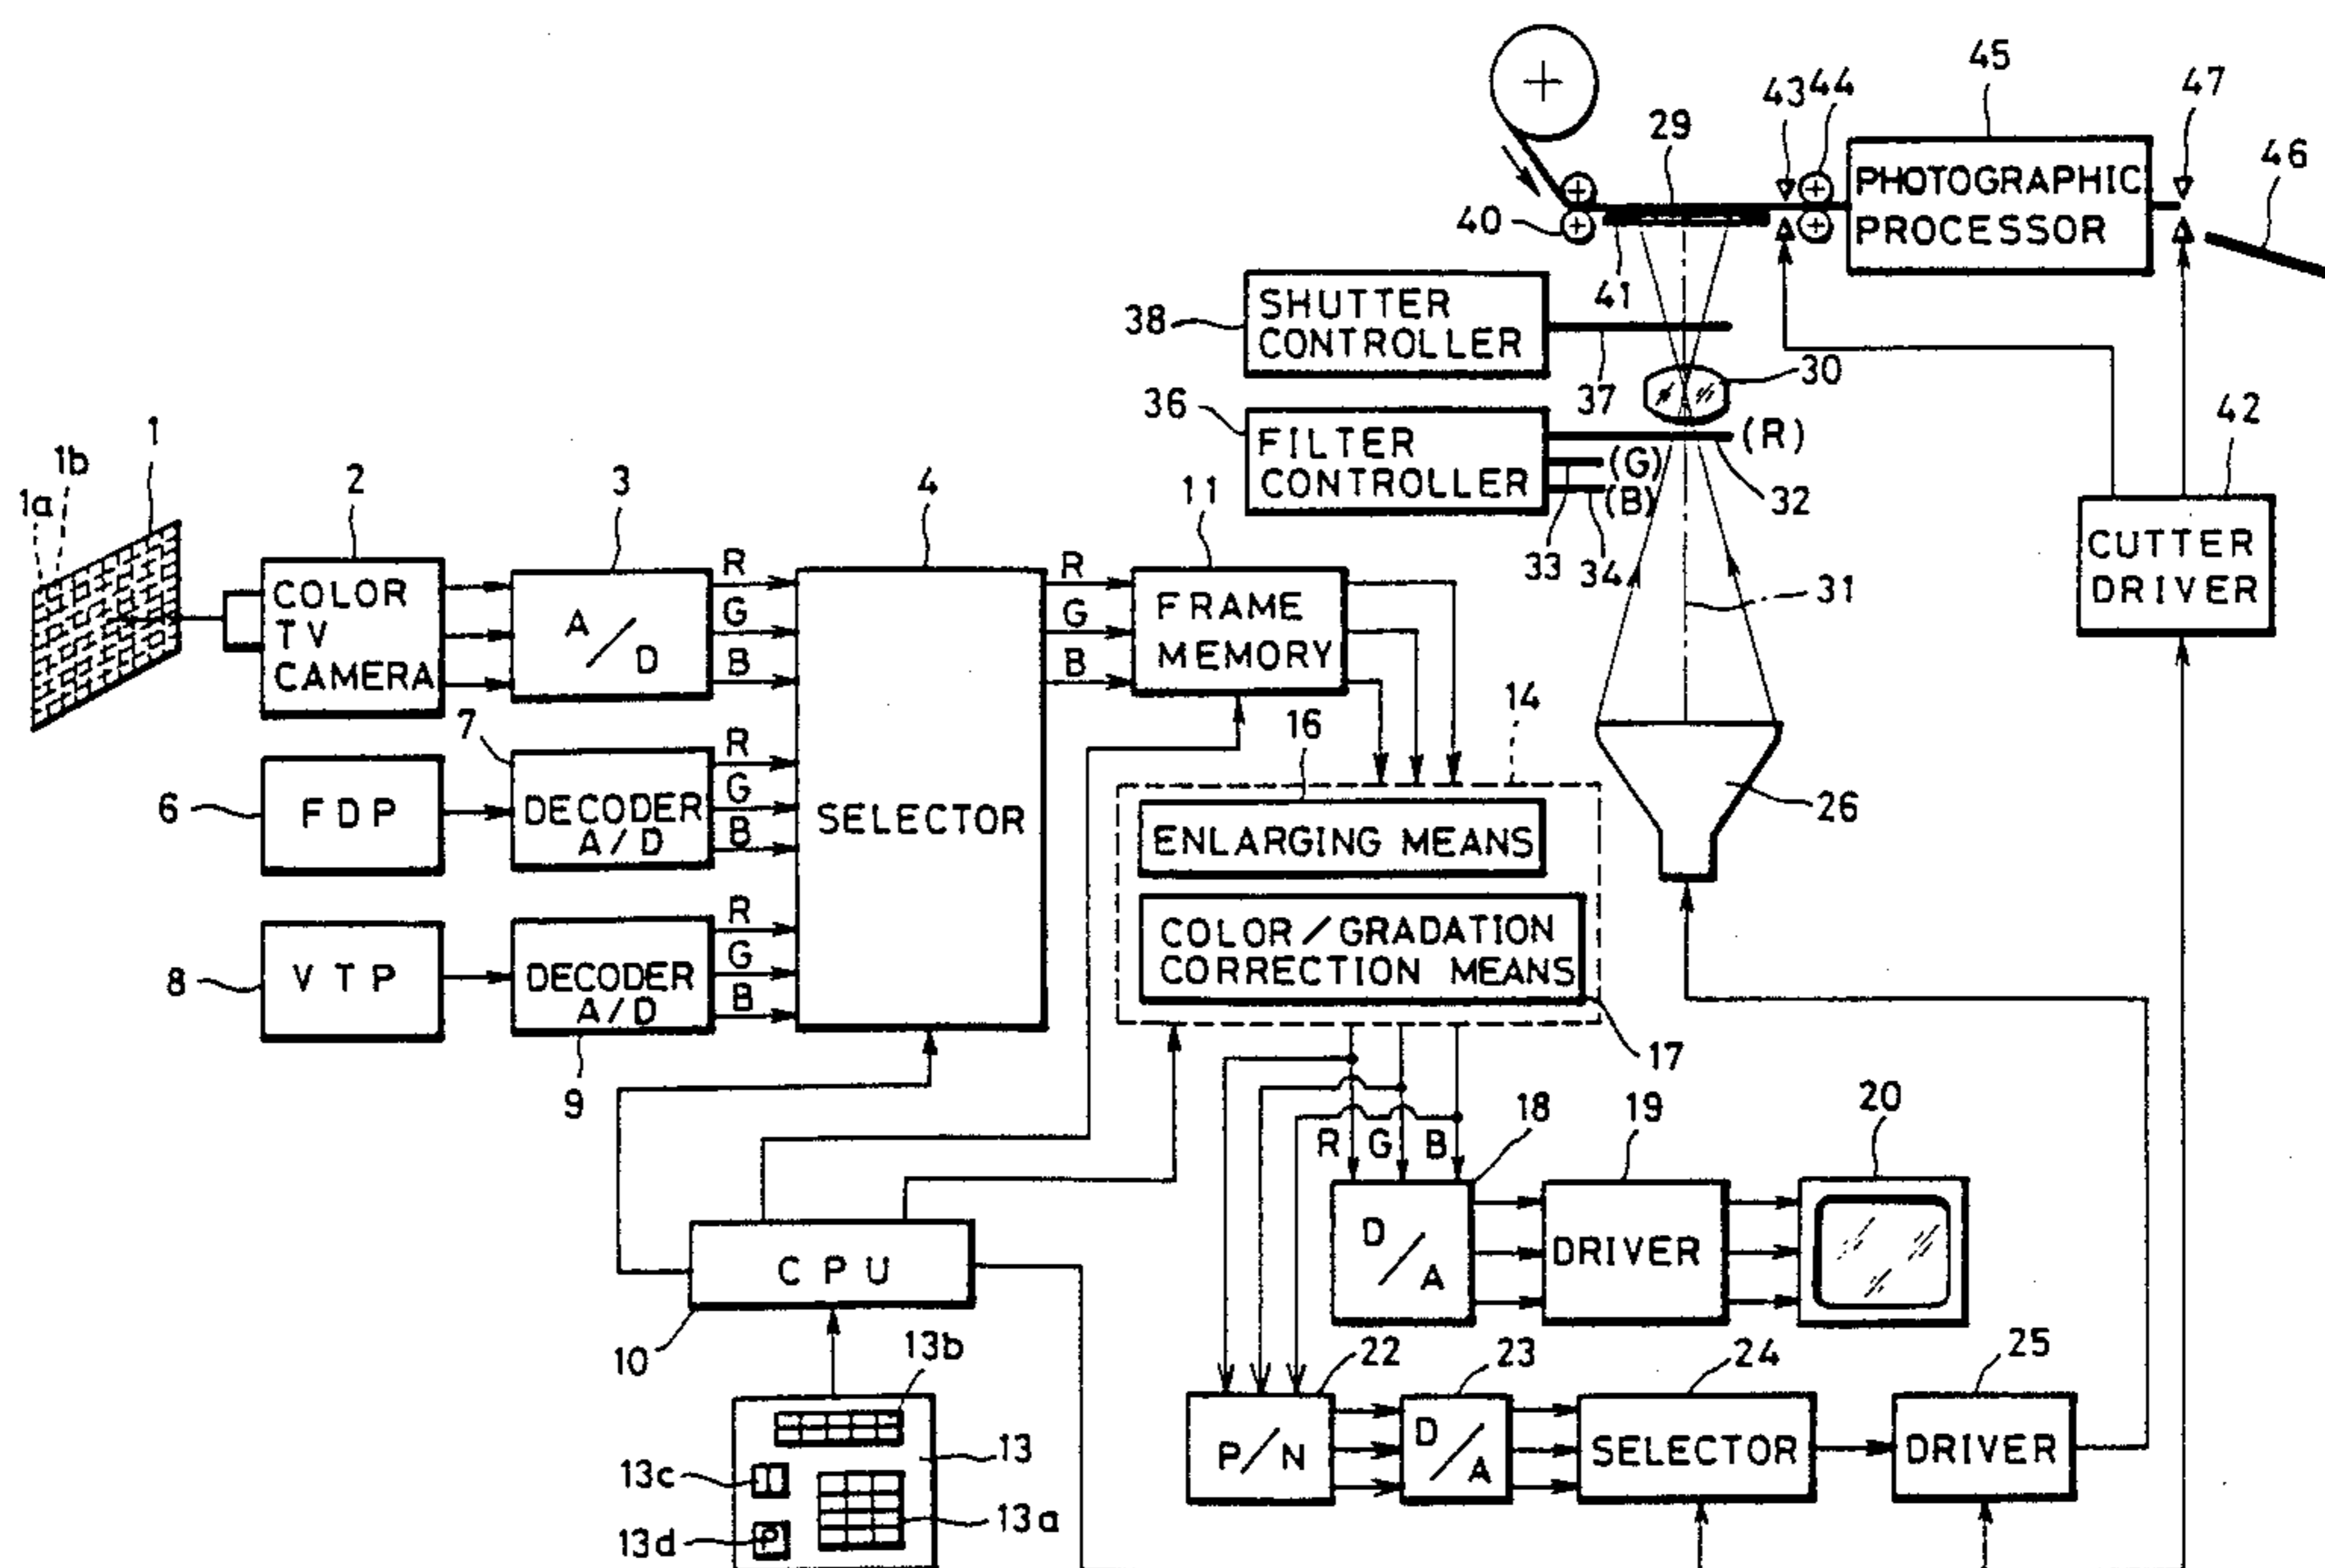 45
47
43 44
29
46
PHOTOGRAPHIC
PROCESSOR
40
41
SHUTTER
CONTROLLER
38
37
30
36
FILTER
CONTROLLER
(R)
(G)
(B)
32
33
34
31
42
CUTTER
DRIVER
1
1b
1a
2
3
4
11
COLOR
TV
CAMERA
A/D
R
G
B
R
G
B
FRAME
MEMORY
7
16
14
6
FDP
DECODER
A/D
R
G
B
SELECTOR
26
ENLARGING MEANS
8
VTP
DECODER
A/D
R
G
B
COLOR/GRADATION
CORRECTION MEANS
17
9
18
19
20
R G B
D/A
DRIVER
CPU
10
13b
22
23
24
25
13
13c
13a
13d
P
P/N
D/A
SELECTOR
DRIVER